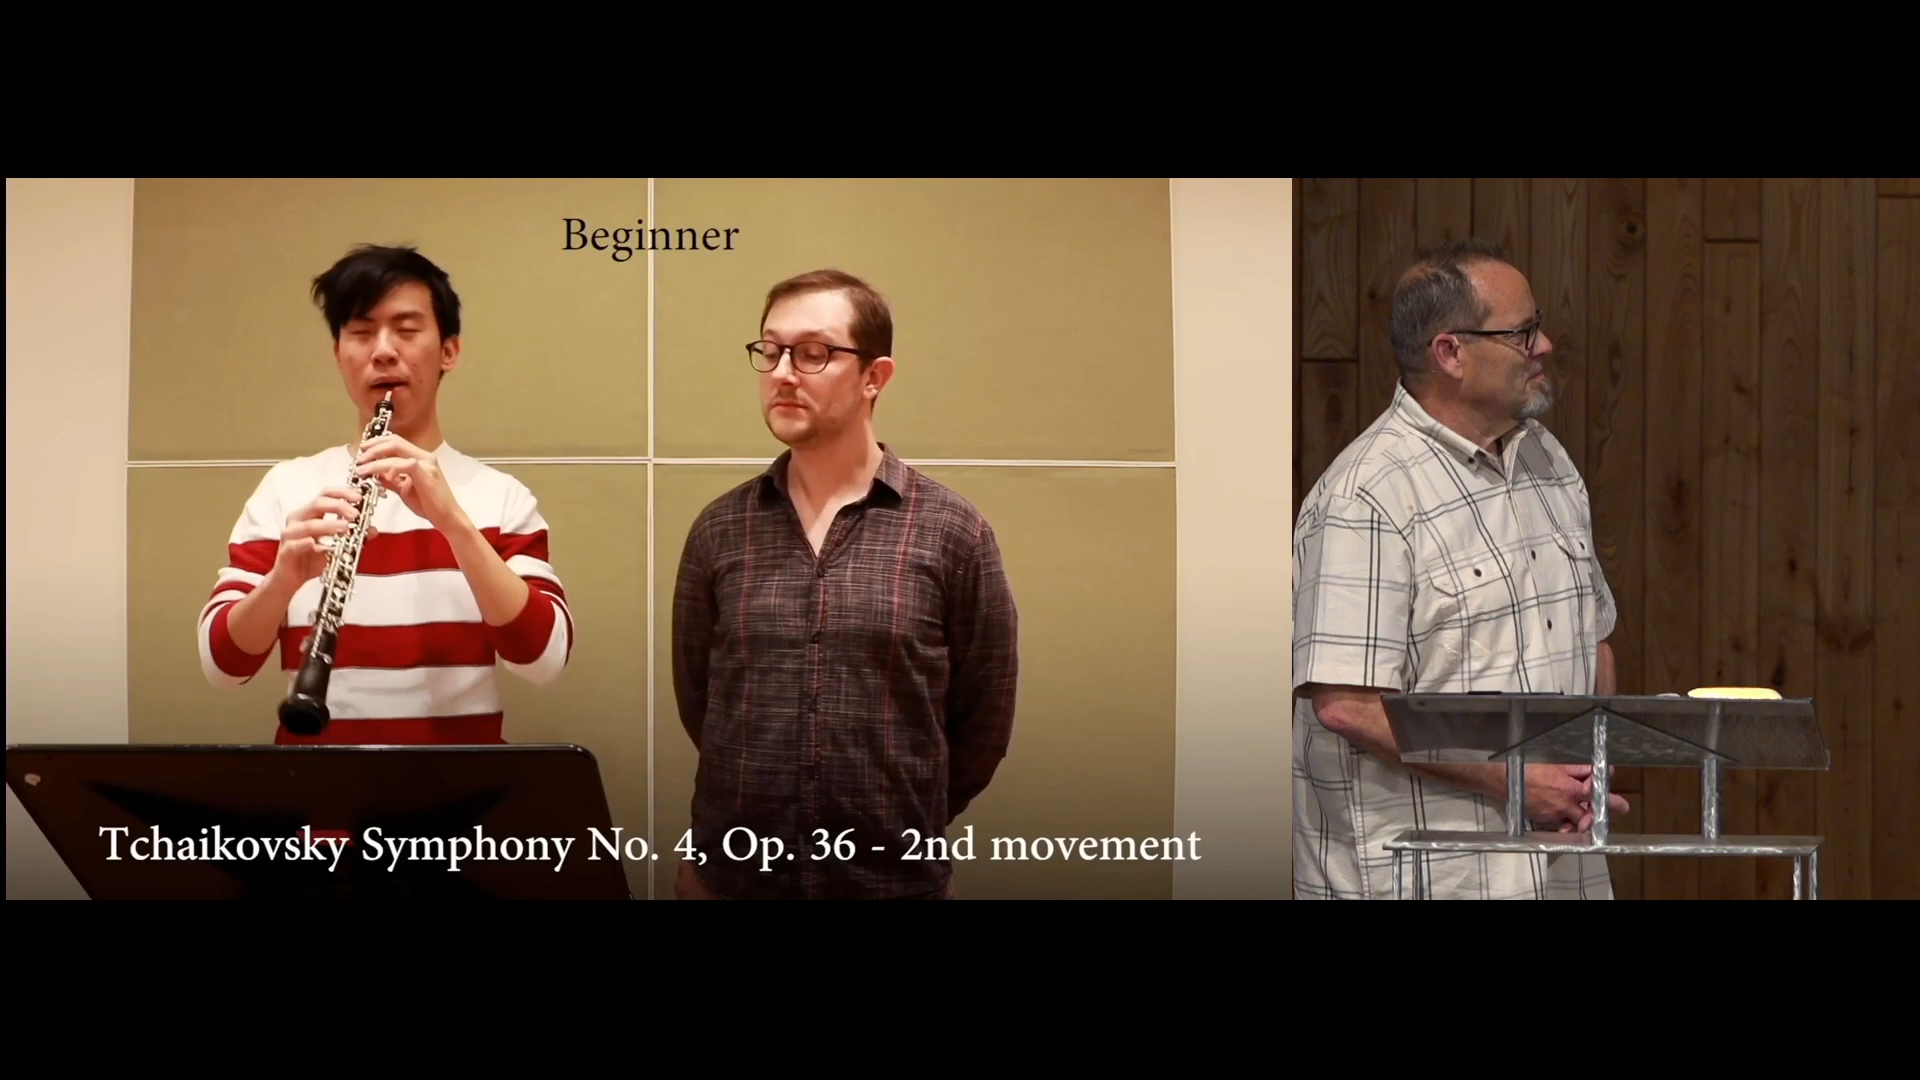 Beginner
Tchaikovsky Symphony No. 4, Op. 36 - 2nd movement